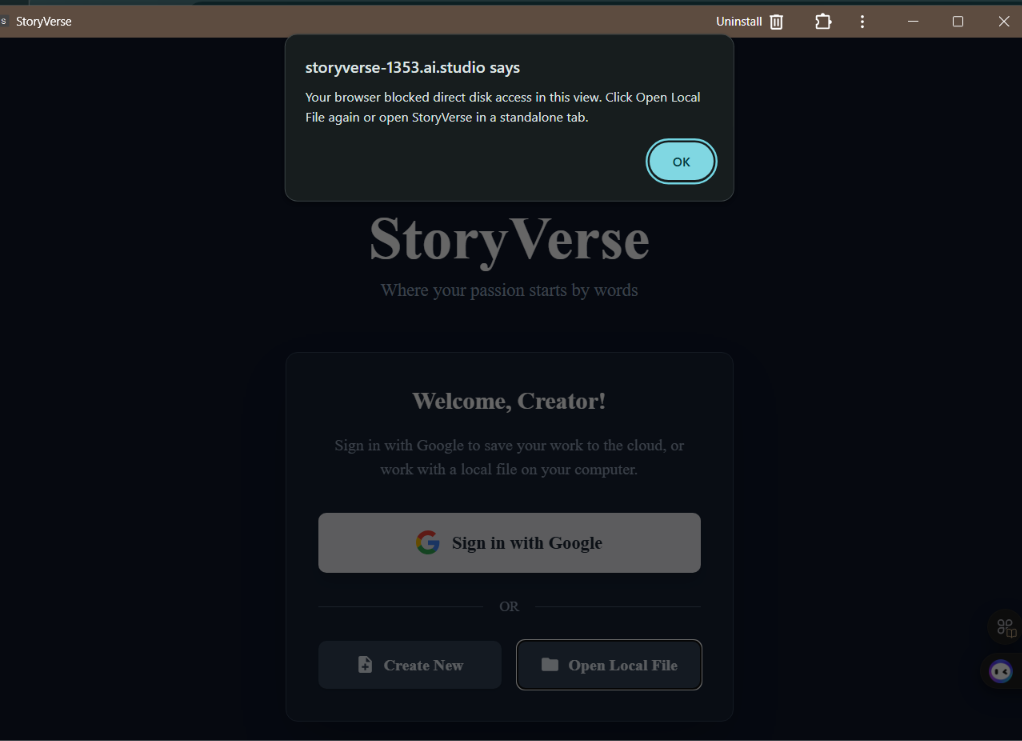 s StoryVerse
Uninstall
storyverse-1353.ai.studio says
Your browser blocked direct disk access in this view. Click Open Local
File again or open StoryVerse in a standalone tab.
OK
StoryVerse
Where your passion starts by words
Welcome, Creator!
Sign in with Google to save your work to the cloud, or
work with a local file on your computer.
Sign in with Google
OR
Create New
Open Local File